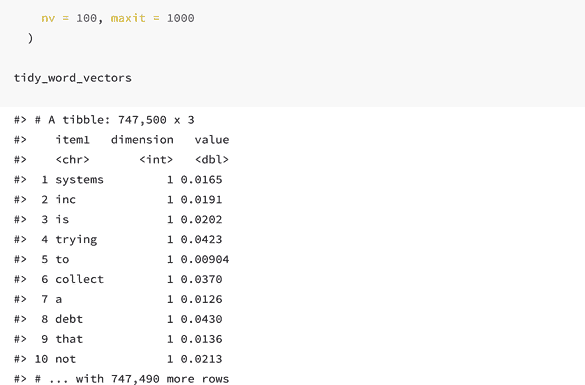 nv = 100, maxit = 1000
)
tidy_word_vectors
#> # A tibble: 747,500 x 3
#>    item1   dimension   value
#>    <chr>       <int>   <dbl>
#>  1 systems         1 0.0165
#>  2 inc             1 0.0191
#>  3 is              1 0.0202
#>  4 trying          1 0.0423
#>  5 to              1 0.00904
#>  6 collect         1 0.0370
#>  7 a               1 0.0126
#>  8 debt            1 0.0430
#>  9 that            1 0.0136
#> 10 not             1 0.0213
#> # ... with 747,490 more rows